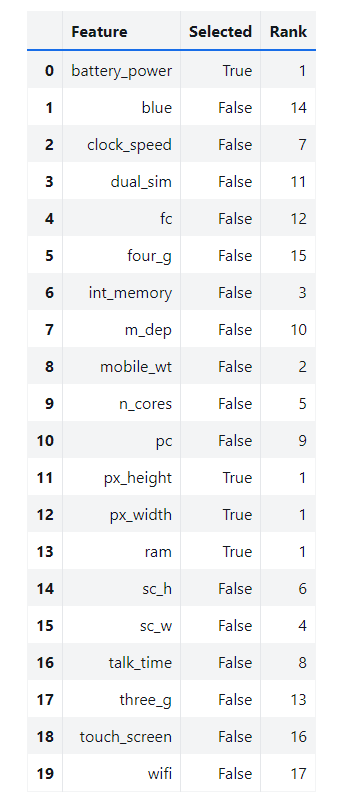 Feature Selected Rank
0 battery_power True 1
1 blue False 14
2 clock_speed False 7
3 dual_sim False 11
4 fc False 12
5 four_g False 15
6 int_memory False 3
7 m_dep False 10
8 mobile_wt False 2
9 n_cores False 5
10 pc False 9
11 px_height True 1
12 px_width True 1
13 ram True 1
14 sc_h False 6
15 sc_w False 4
16 talk_time False 8
17 three_g False 13
18 touch_screen False 16
19 wifi False 17